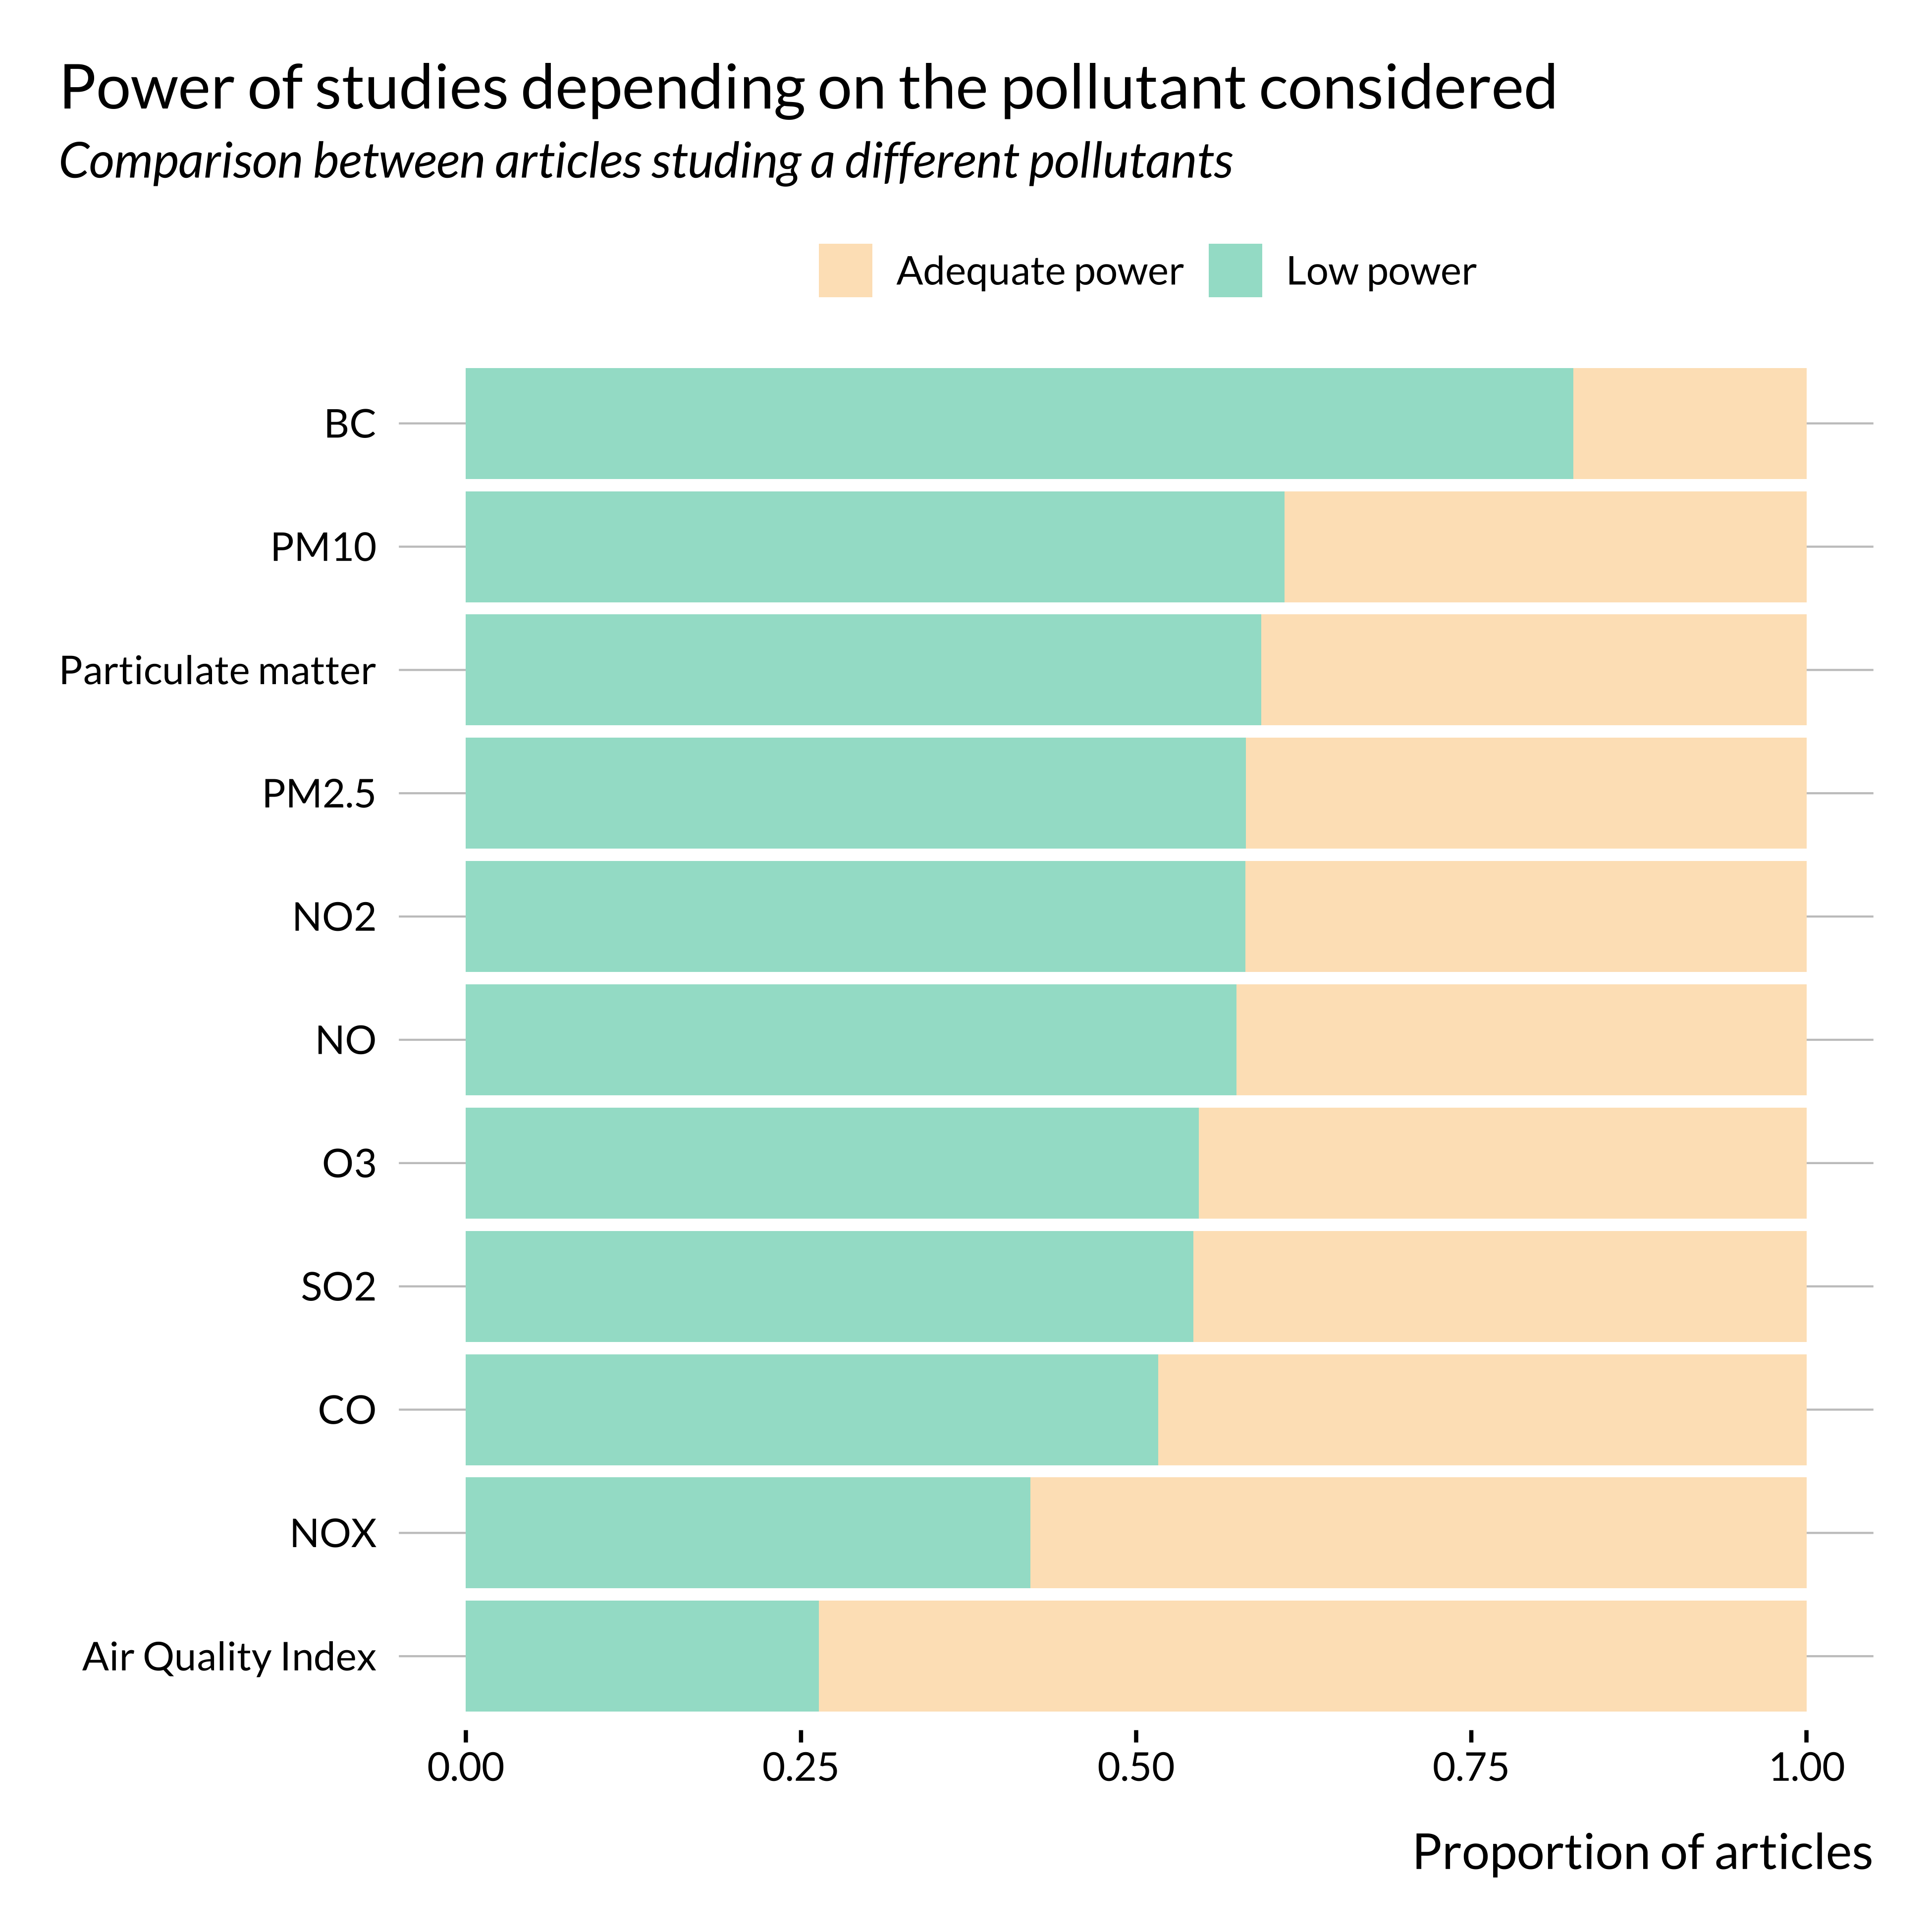 Power of studies depending on the pollutant considered
Comparison between articles studing a different pollutants
Adequate power Low power
BC
PM10
Particulate matter
PM2.5
NO2
NO
O3
SO2
CO
NOX
Air Quality Index
0.00 0.25 0.50 0.75 1.00
Proportion of articles